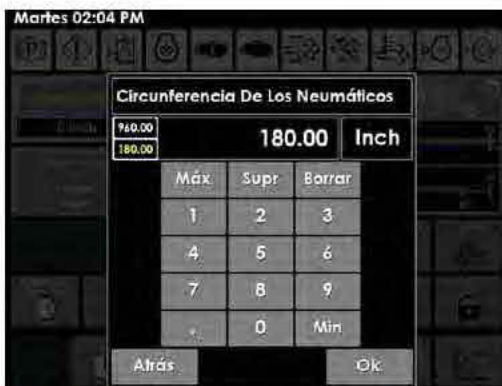 Martes 02:04 PM
Circunferencia De Los Neumáticos
960.00
180.00
180.00 Inch
Máx Supr Borrar
1 2 3
4 5 6
7 8 9
. 0 Min
Atrás Ok